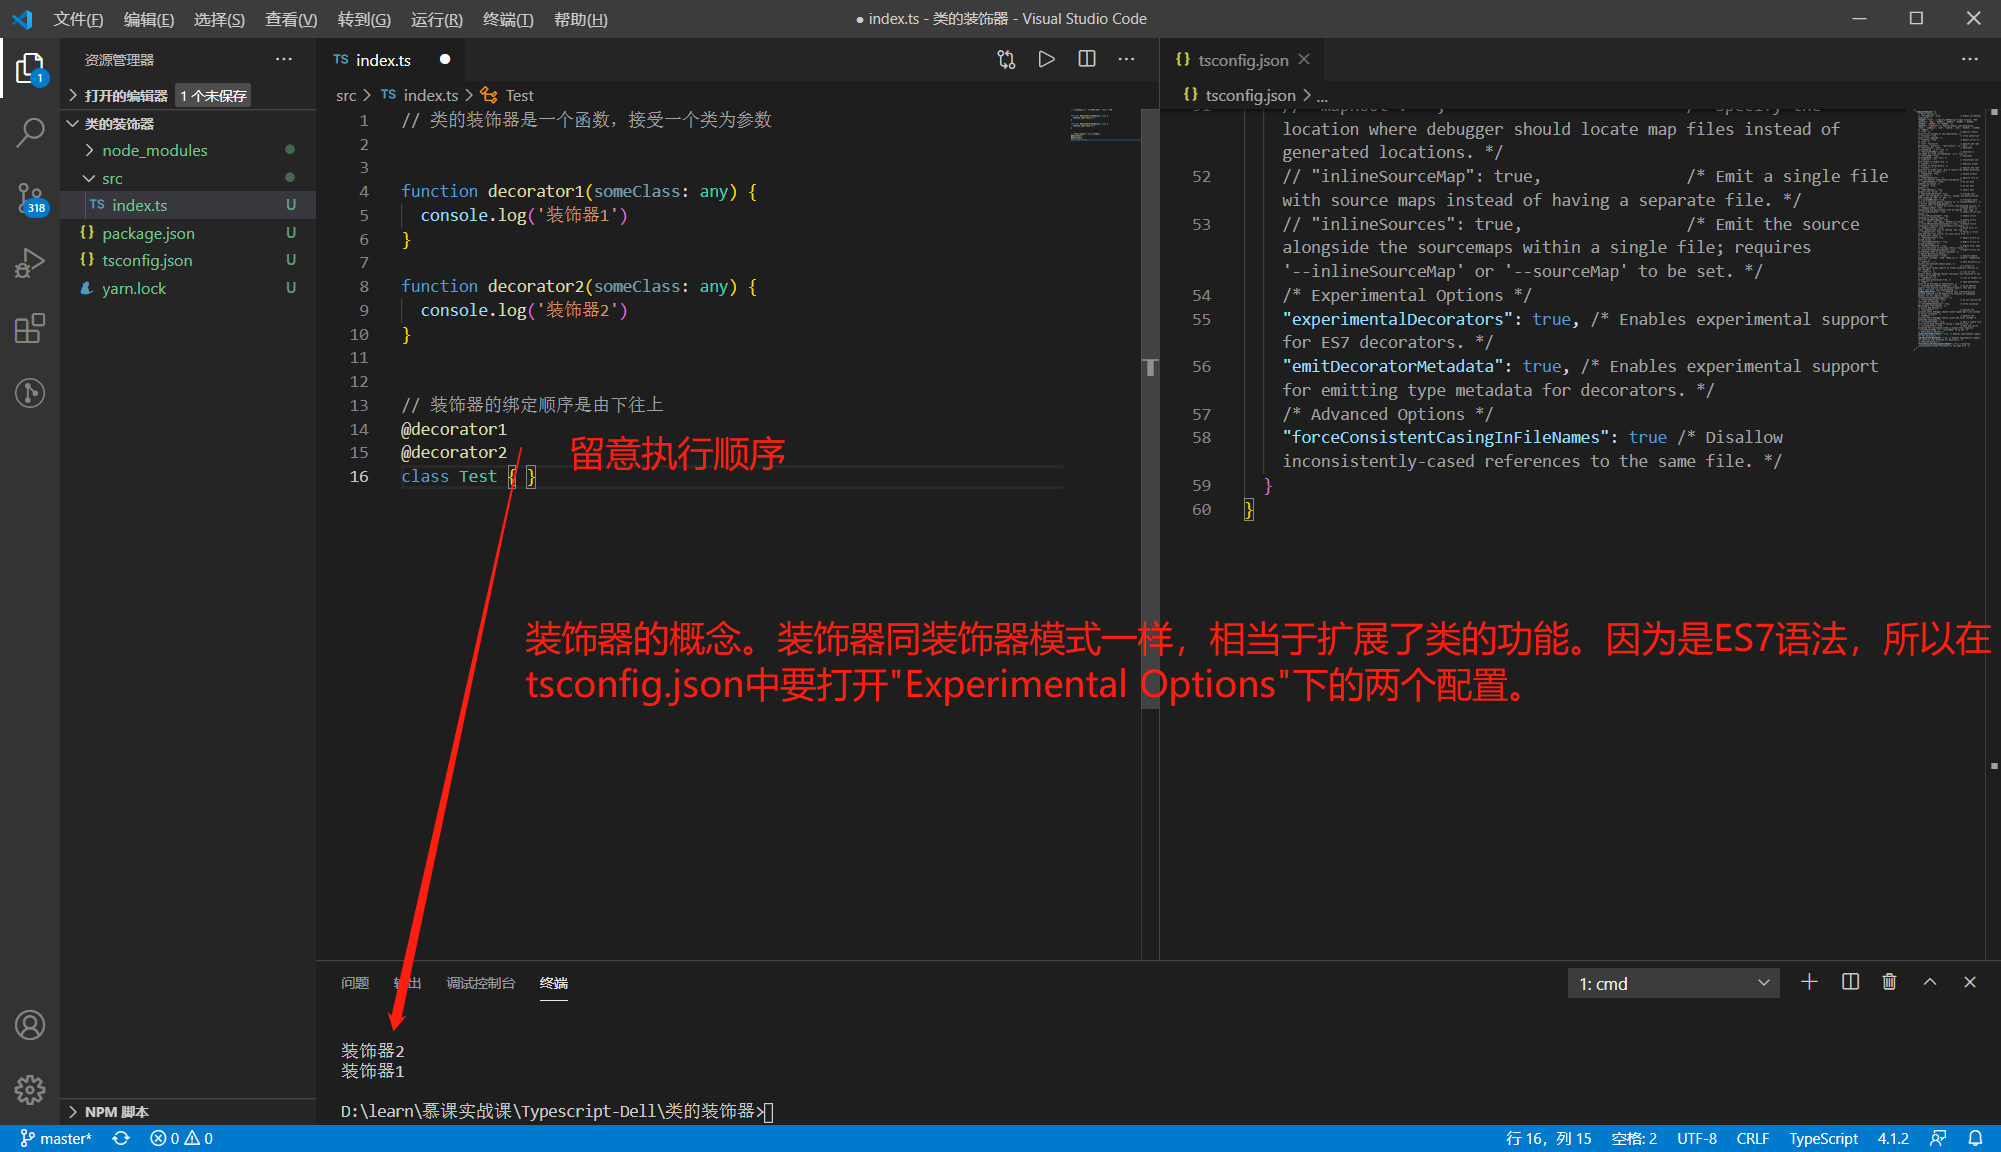 文件(F) 编辑(E) 选择(S) 查看(V) 转到(G) 运行(R) 终端(T) 帮助(H)
● index.ts - 类的装饰器 - Visual Studio Code
资源管理器
打开的编辑器 1 个未保存
类的装饰器
node_modules
src
TS index.ts U
{} package.json U
{} tsconfig.json U
yarn.lock U
NPM 脚本
1
318
TS index.ts ●
src > TS index.ts > Test
1 // 类的装饰器是一个函数，接受一个类为参数
2
3
4 function decorator1(someClass: any) {
5 console.log('装饰器1')
6 }
7
8 function decorator2(someClass: any) {
9 console.log('装饰器2')
10 }
11
12
13 // 装饰器的绑定顺序是由下往上
14 @decorator1
15 @decorator2
16 class Test { }
留意执行顺序
{} tsconfig.json
{} tsconfig.json > ...
location where debugger should locate map files instead of
generated locations. */
52 // "inlineSourceMap": true, /* Emit a single file
with source maps instead of having a separate file. */
53 // "inlineSources": true, /* Emit the source
alongside the sourcemaps within a single file; requires
'--inlineSourceMap' or '--sourceMap' to be set. */
54 /* Experimental Options */
55 "experimentalDecorators": true, /* Enables experimental support
for ES7 decorators. */
56 "emitDecoratorMetadata": true, /* Enables experimental support
for emitting type metadata for decorators. */
57 /* Advanced Options */
58 "forceConsistentCasingInFileNames": true /* Disallow
inconsistently-cased references to the same file. */
59 }
60 }
装饰器的概念。装饰器同装饰器模式一样，相当于扩展了类的功能。因为是ES7语法，所以在
tsconfig.json中要打开"Experimental Options"下的两个配置。
问题 输出 调试控制台 终端
1: cmd
装饰器2
装饰器1
D:\learn\慕课实战课\Typescript-Dell\类的装饰器>
master* 0 0
行 16，列 15 空格: 2 UTF-8 CRLF TypeScript 4.1.2